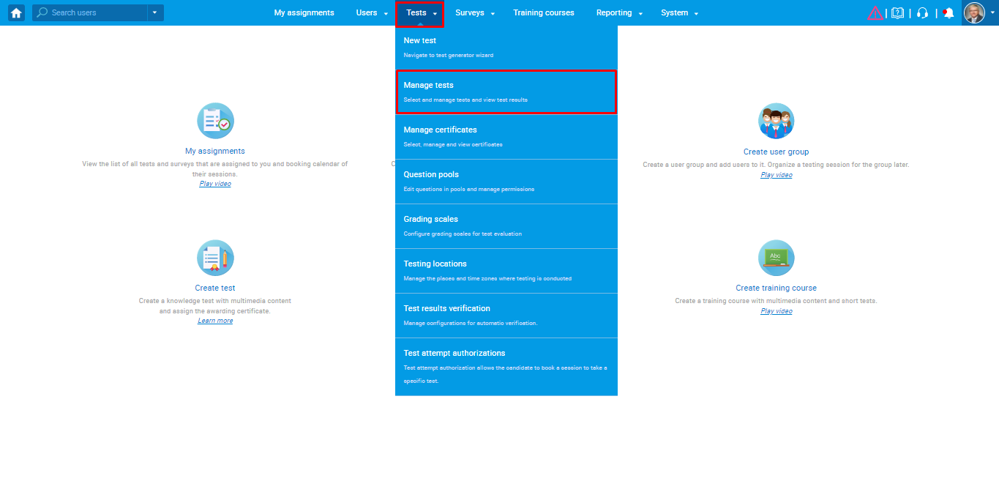 Search users
My assignments
Users
Tests
Surveys
Training courses
Reporting
System
New test
Navigate to test generator wizard
Manage tests
Select and manage tests and view test results
Manage certificates
Select, manage and view certificates
Question pools
Edit questions in pools and manage permissions
Grading scales
Configure grading scales for test evaluation
Testing locations
Manage the places and time zones where testing is conducted
Test results verification
Manage configurations for automatic verification.
Test attempt authorizations
Test attempt authorization allows the candidate to book a session to take a
specific test.
My assignments
View the list of all tests and surveys that are assigned to you and booking calendar of
their sessions.
Play video
C
Create user group
Create a user group and add users to it. Organize a testing session for the group later.
Play video
Create test
Create a knowledge test with multimedia content
and assign the awarding certificate.
Learn more
Abc
Create training course
Create a training course with multimedia content and short tests.
Play video